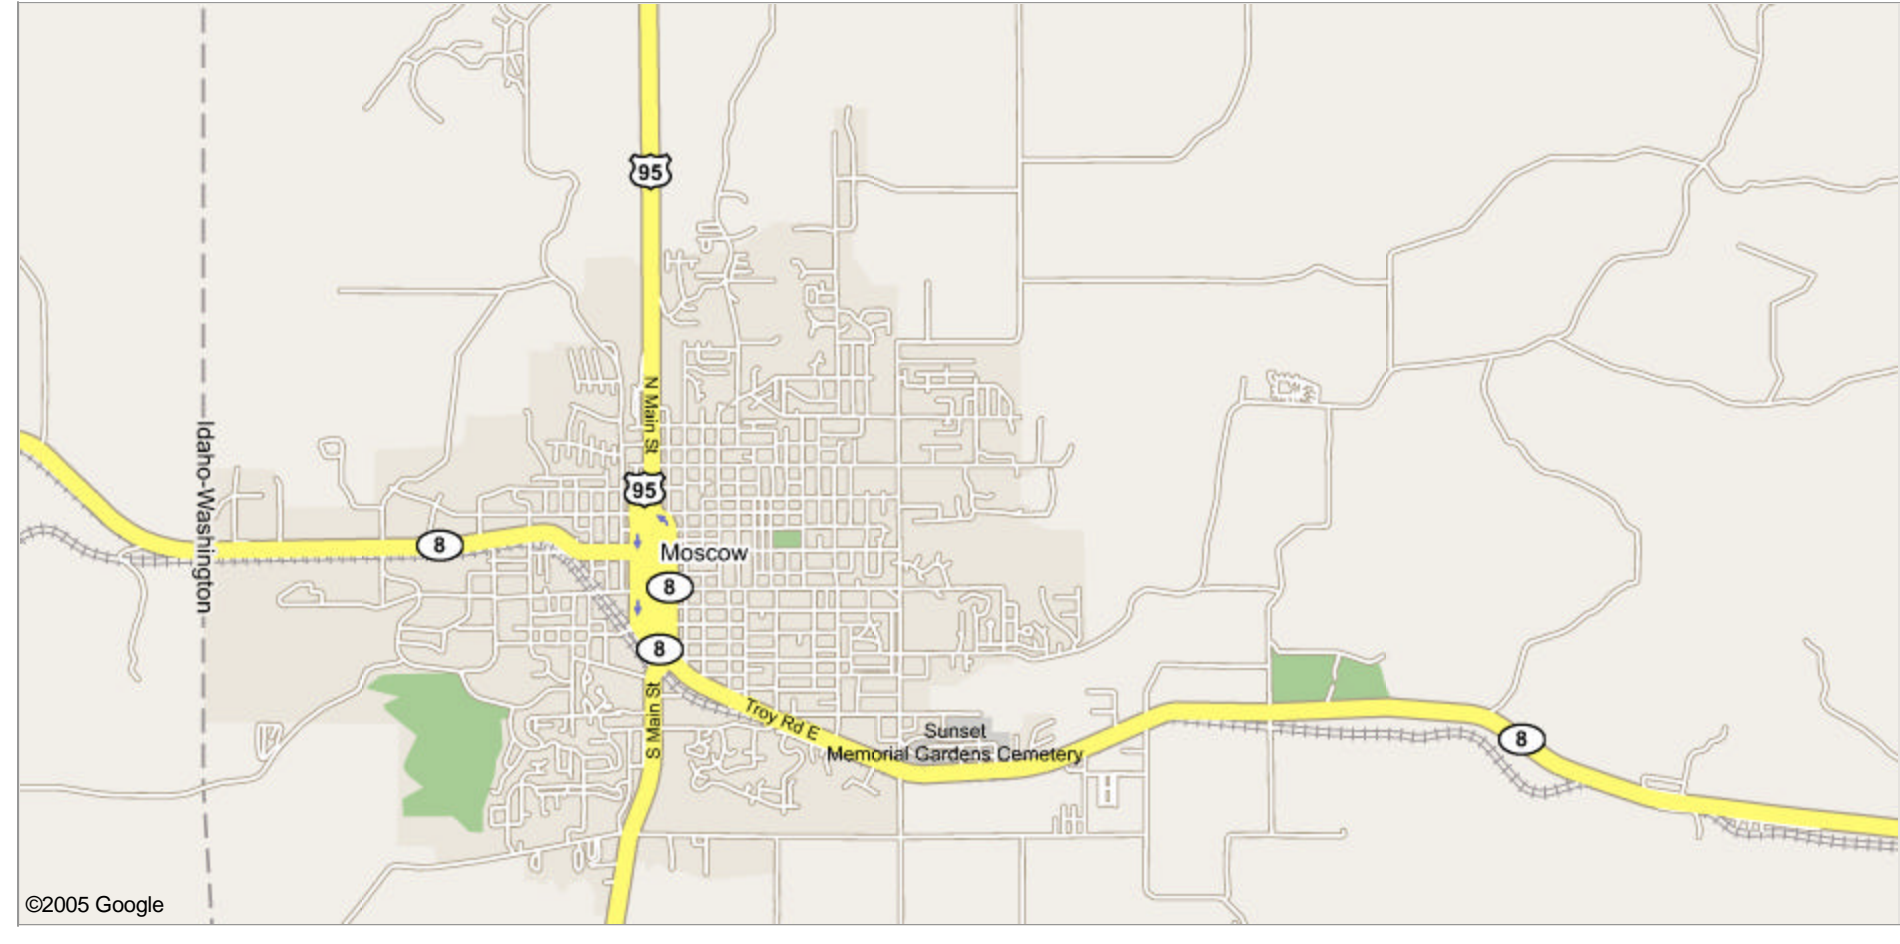 95
N Main St
Idaho-Washington
95
8
Moscow
8
8
S Main St
Troy Rd E
Sunset
Memorial Gardens Cemetery
8
©2005 Google